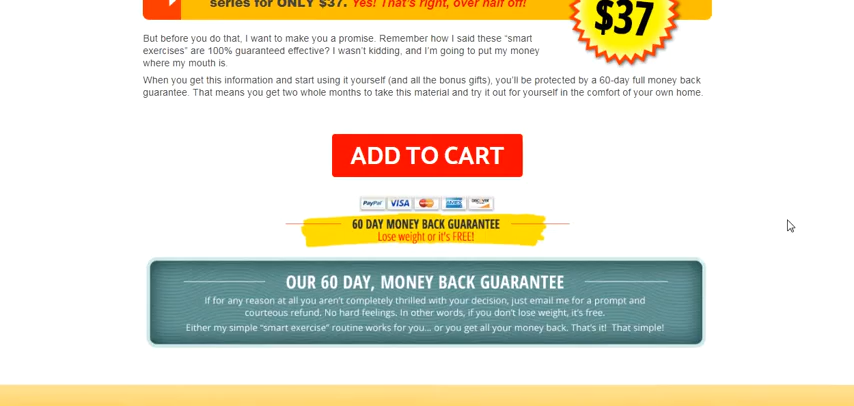 series for ONLY $37. Yes! That's right, over half off!
$37
But before you do that, I want to make you a promise. Remember how I said these “smart
exercises” are 100% guaranteed effective? I wasn’t kidding, and I’m going to put my money
where my mouth is.
When you get this information and start using it yourself (and all the bonus gifts), you’ll be protected by a 60-day full money back
guarantee. That means you get two whole months to take this material and try it out for yourself in the comfort of your own home.
ADD TO CART
PayPal VISA MasterCard AMEX DISCOVER
60 DAY MONEY BACK GUARANTEE
Lose weight or it's FREE!
OUR 60 DAY, MONEY BACK GUARANTEE
If for any reason at all you aren’t completely thrilled with your decision, just email me for a prompt and
courteous refund. No hard feelings. In other words, if you don’t lose weight, it’s free.
Either my simple “smart exercise” routine works for you... or you get all your money back. That’s it! That simple!